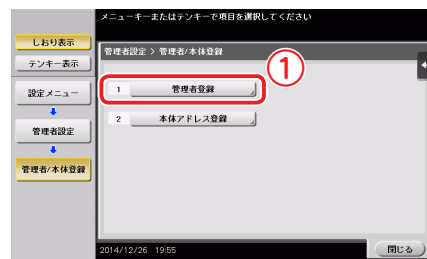 メニューキーまたはテンキーで項目を選択してください
しおり表示
テンキー表示
設定メニュー
管理者設定
管理者/本体登録
管理者設定 > 管理者/本体登録
①
1 管理者登録
2 本体アドレス登録
2014/12/26 19:55
閉じる